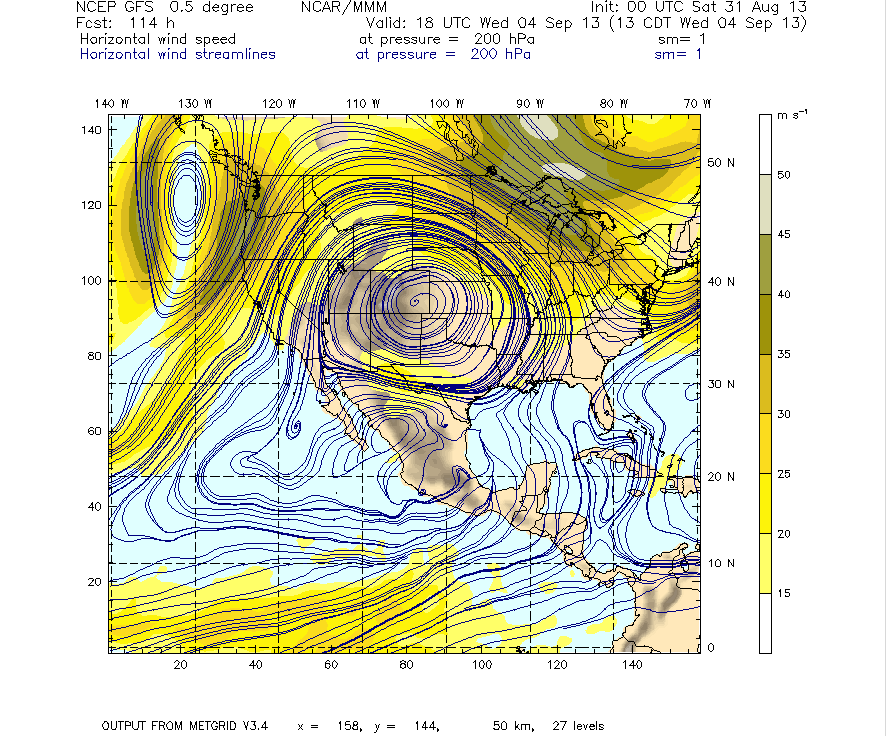 NCEP GFS 0.5 degree NCAR/MMM Init: 00 UTC Sat 31 Aug 13
Fcst: 114 h Valid: 18 UTC Wed 04 Sep 13 (13 CDT Wed 04 Sep 13)
Horizontal wind speed at pressure = 200 hPa sm= 1
Horizontal wind streamlines at pressure = 200 hPa sm= 1
140 W 130 W 120 W 110 W 100 W 90 W 80 W 70 W
m s⁻¹
140
50 N
50
120
45
100
40 N
40
80
35
30 N
30
60
25
20 N
40
20
10 N
20
15
0
20 40 60 80 100 120 140
OUTPUT FROM METGRID V3.4 x = 158, y = 144, 50 km, 27 levels